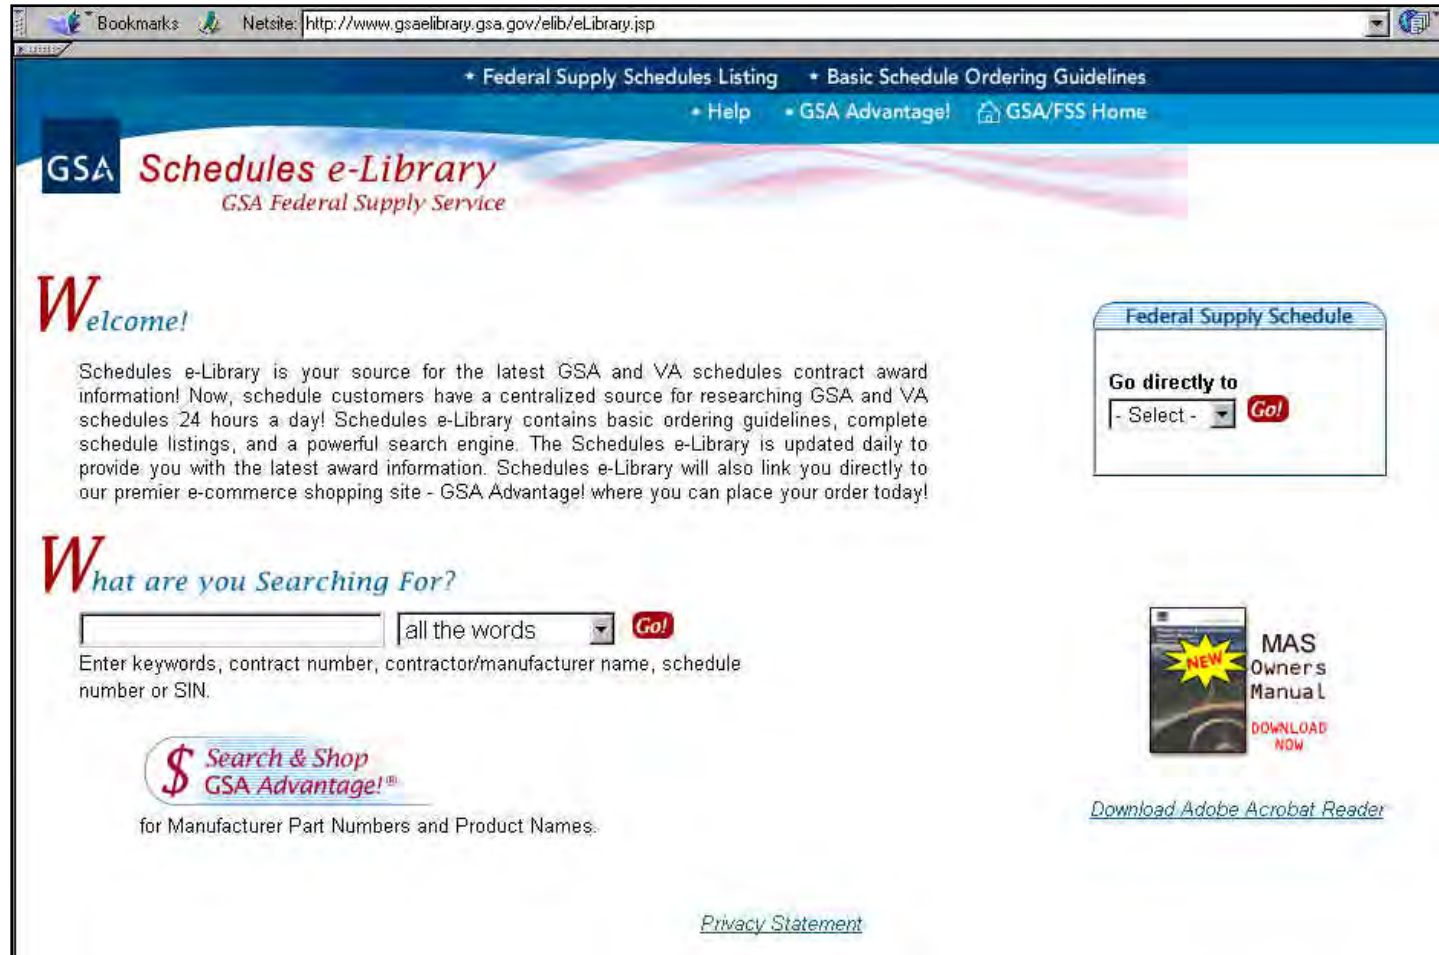 Bookmarks Netsite: http://www.gsaelibrary.gsa.gov/elib/eLibrary.jsp
* Federal Supply Schedules Listing * Basic Schedule Ordering Guidelines
* Help * GSA Advantage! GSA/FSS Home
GSA Schedules e-Library
GSA Federal Supply Service
Welcome!
Schedules e-Library is your source for the latest GSA and VA schedules contract award
information! Now, schedule customers have a centralized source for researching GSA and VA
schedules 24 hours a day! Schedules e-Library contains basic ordering guidelines, complete
schedule listings, and a powerful search engine. The Schedules e-Library is updated daily to
provide you with the latest award information. Schedules e-Library will also link you directly to
our premier e-commerce shopping site - GSA Advantage! where you can place your order today!
Federal Supply Schedule
Go directly to
- Select - Go!
What are you Searching For?
all the words Go!
Enter keywords, contract number, contractor/manufacturer name, schedule
number or SIN.
$ Search & Shop
GSA Advantage!®
for Manufacturer Part Numbers and Product Names.
NEW
MAS
Owners
Manual
DOWNLOAD
NOW
Download Adobe Acrobat Reader
Privacy Statement